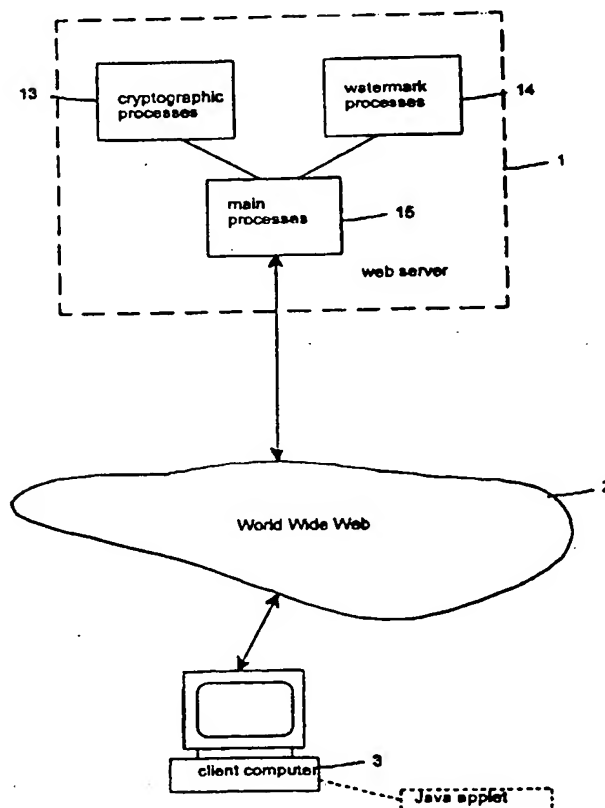 13
cryptographic
processes
watermark
processes
14
1
main
processes
15
web server
2
World Wide Web
client computer
3
Java applet